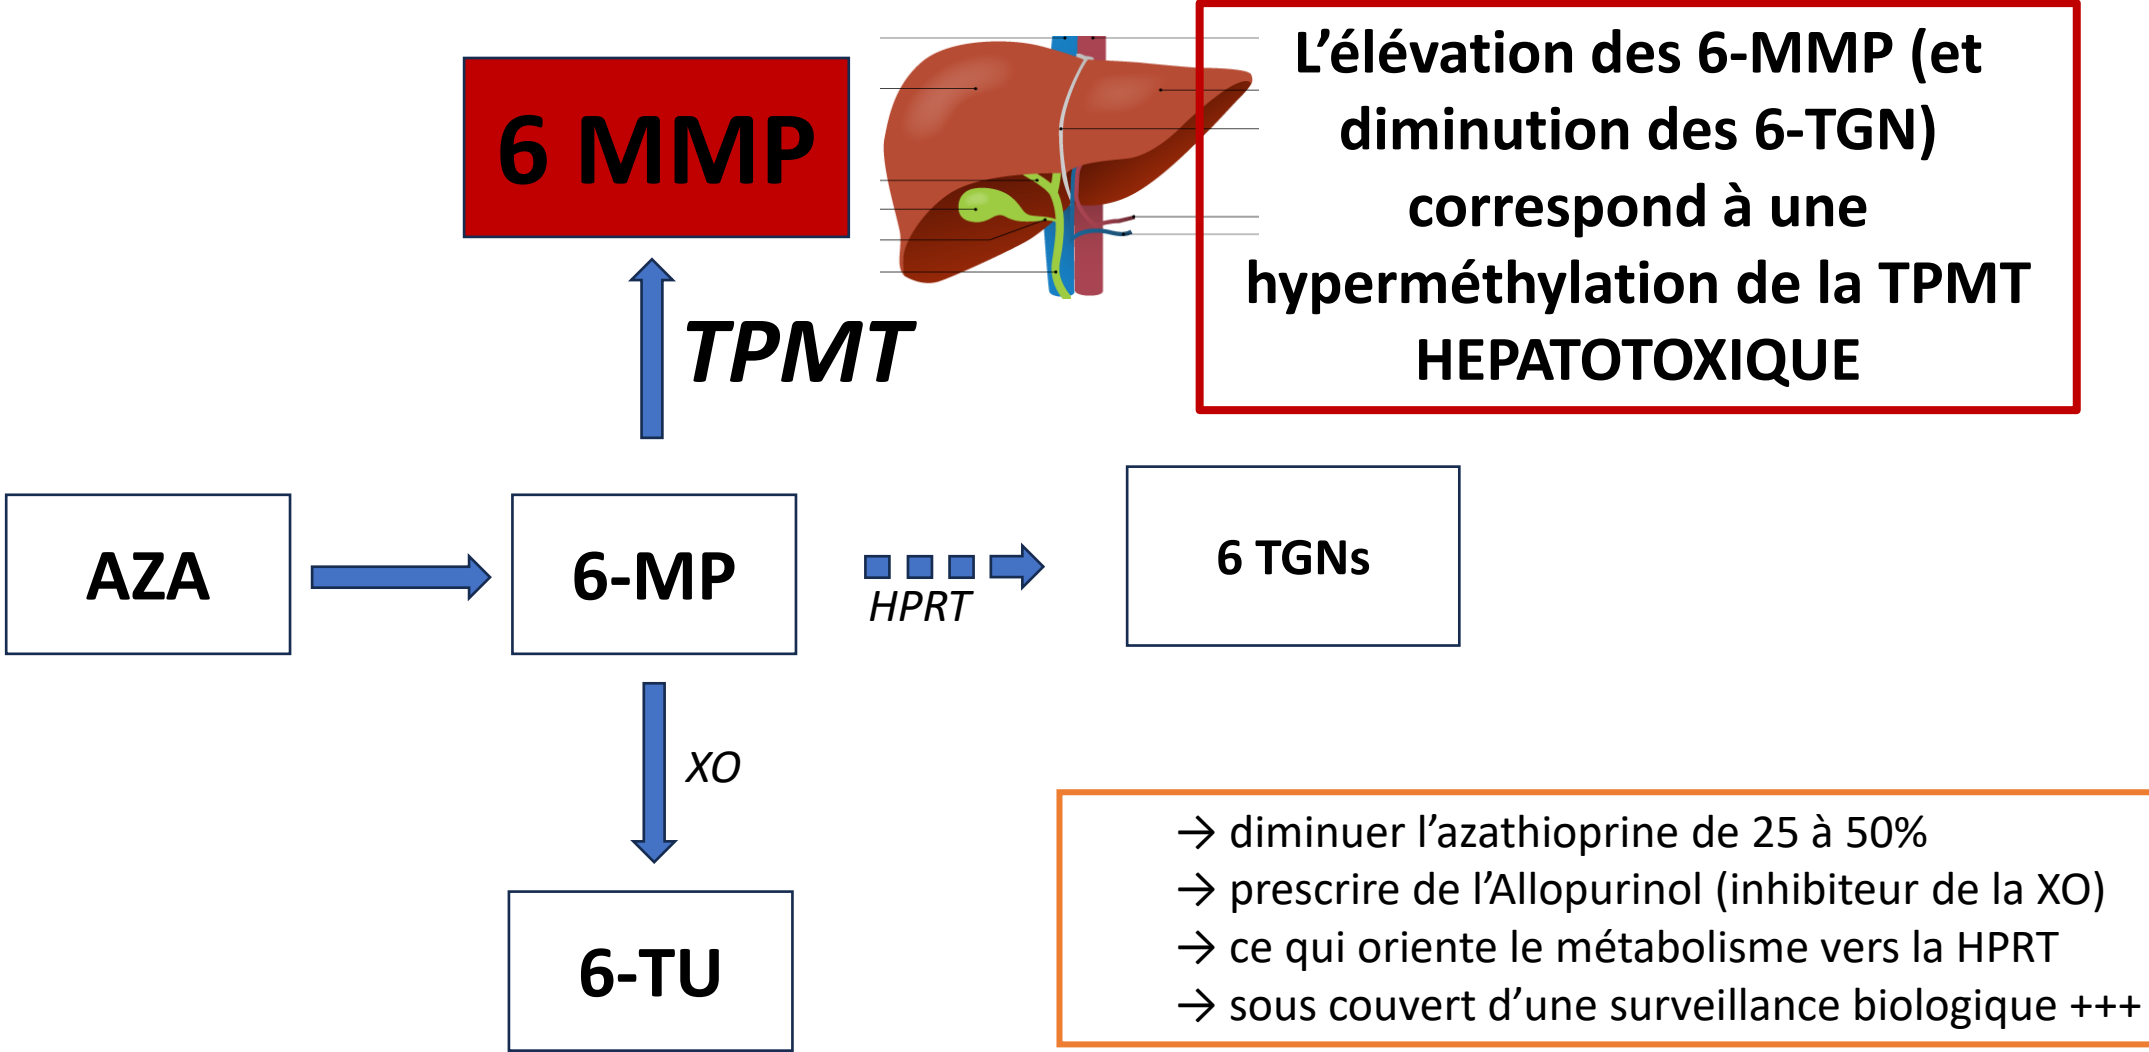 6 MMP
L’élévation des 6-MMP (et
diminution des 6-TGN)
correspond à une
hyperméthylation de la TPMT
HEPATOTOXIQUE
TPMT
AZA
6-MP
HPRT
6 TGNs
XO
6-TU
→ diminuer l’azathioprine de 25 à 50%
→ prescrire de l’Allopurinol (inhibiteur de la XO)
→ ce qui oriente le métabolisme vers la HPRT
→ sous couvert d’une surveillance biologique +++